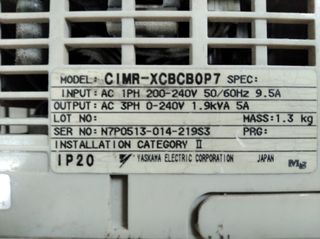 MODEL: CIMR-XCBCB0P7 SPEC:
INPUT: AC 1PH 200-240V 50/60Hz 9.5A
OUTPUT: AC 3PH 0-240V 1.9kVA 5A
LOT NO: MASS: 1.3 kg
SER NO: N7P0513-014-219S3 PRG:
INSTALLATION CATEGORY II
IP20 YASKAWA ELECTRIC CORPORATION JAPAN